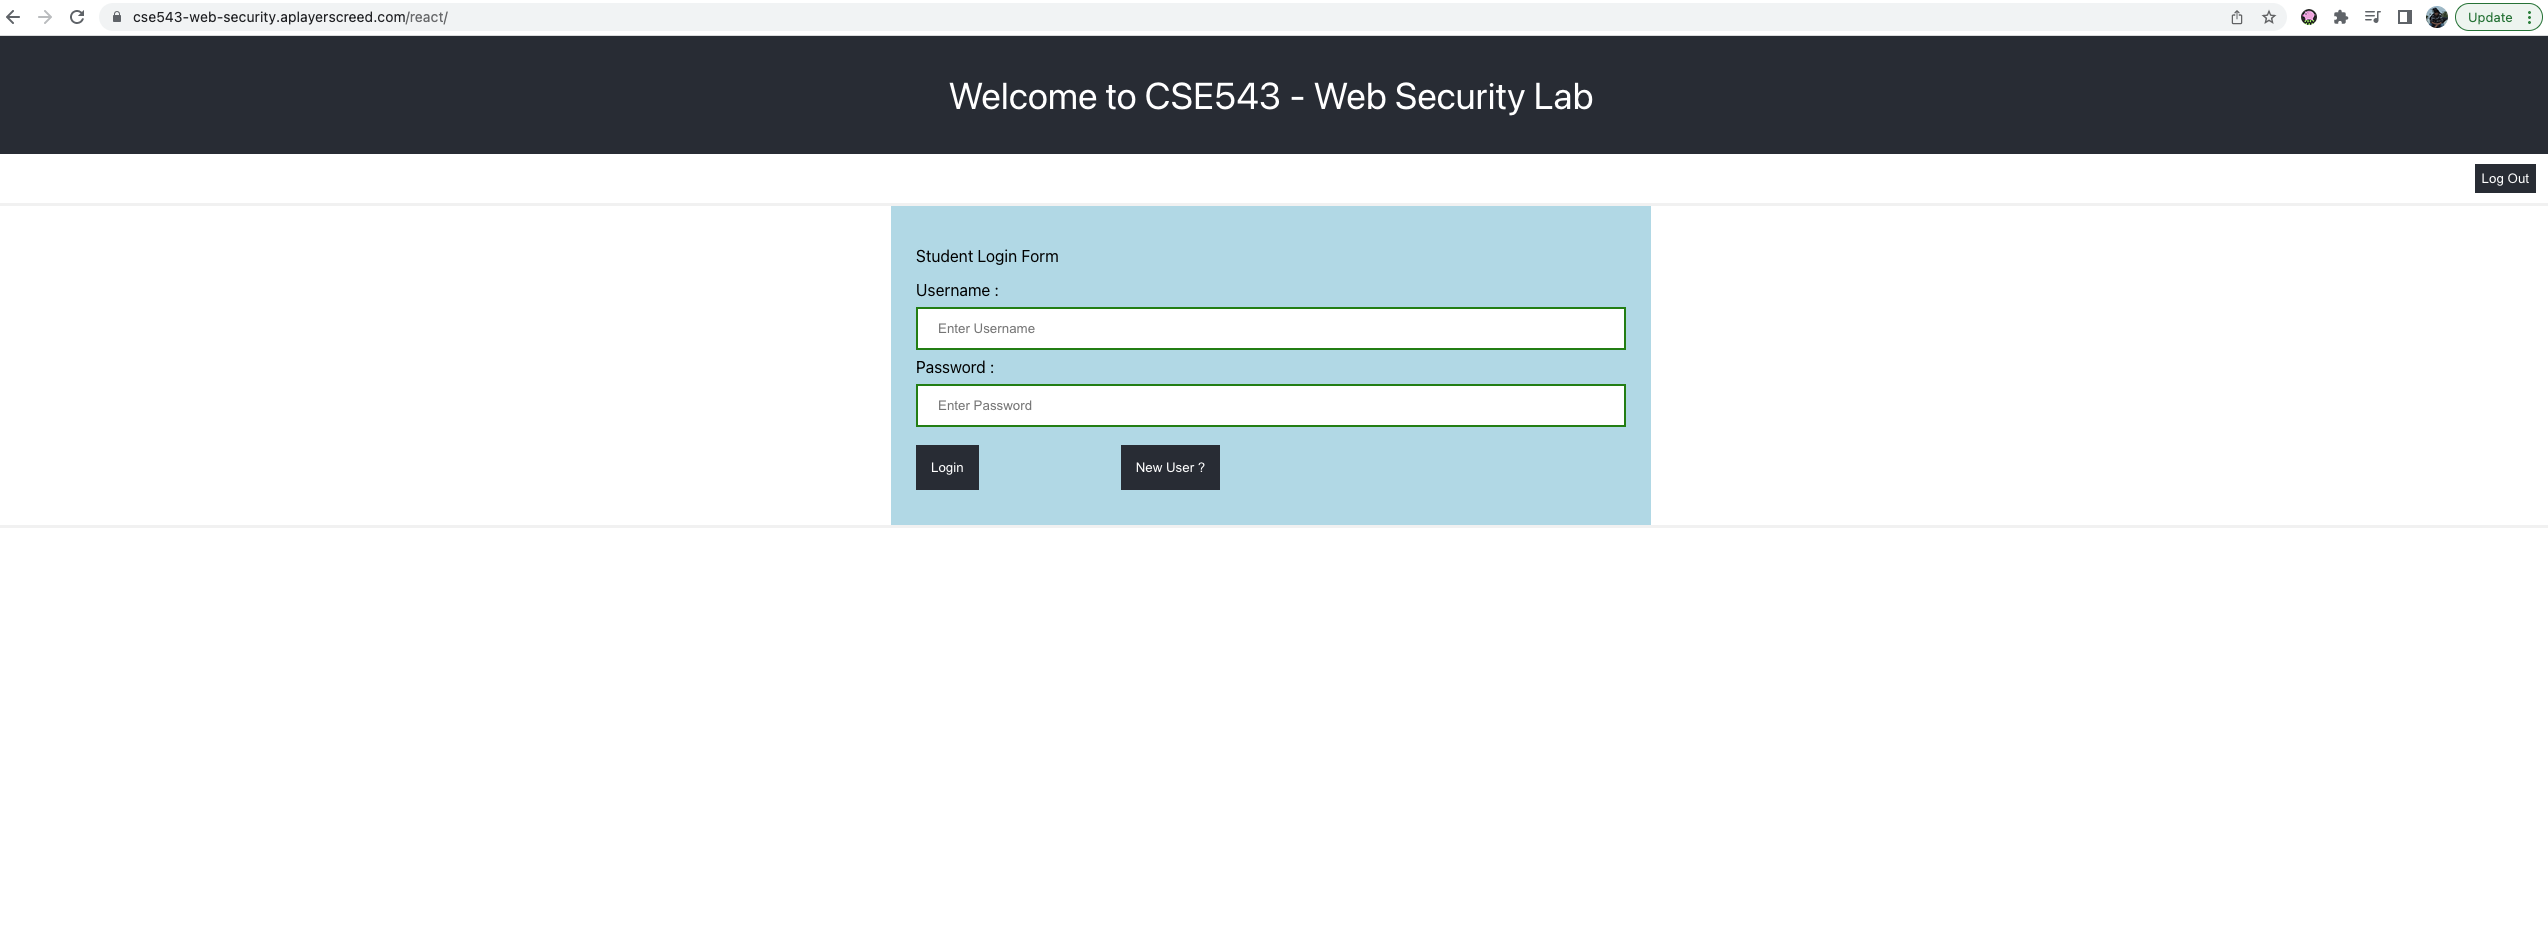 cse543-web-security.aplayerscreed.com/react/
Update
Welcome to CSE543 - Web Security Lab
Log Out
Student Login Form
Username :
Enter Username
Password :
Enter Password
Login New User ?